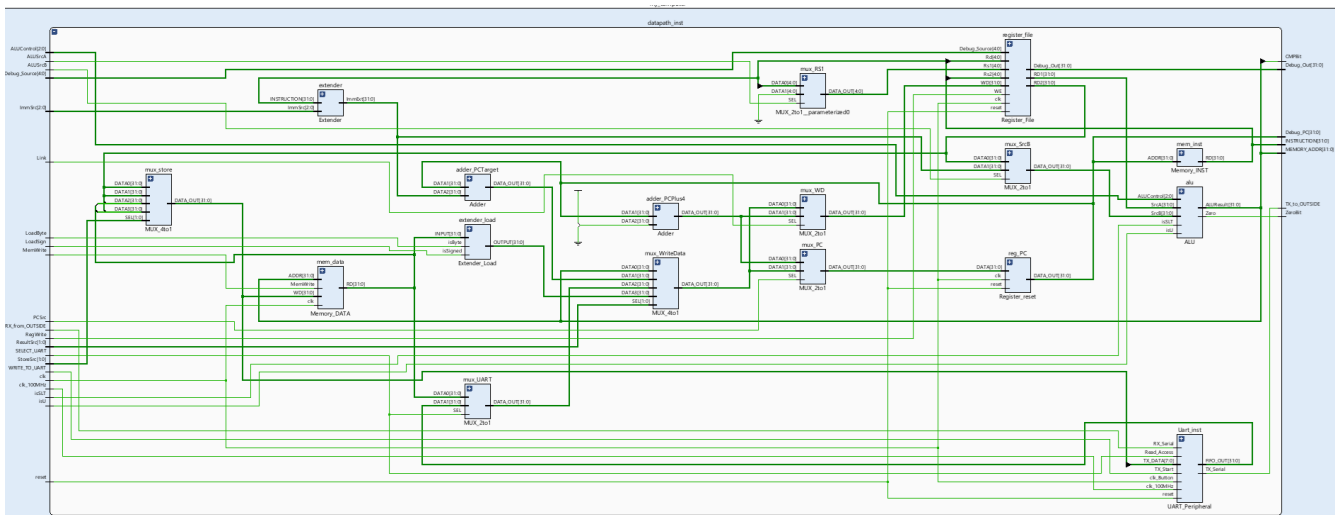 datapath_inst
ALUControl[2:0]
ALUSrcA
ALUSrcB
Debug_Source[4:0]
ImmSrc[2:0]
Link
LoadByte
LoadSign
MemWrite
PCSrc
RX_from_OUTSIDE
RegWrite
ResultSrc[1:0]
SELECT_UART
StoreSrc[1:0]
WRITE_TO_UART
clk
clk_100MHz
isSLT
isU
reset
extender
INSTRUCTION[31:0]
ImmSrc[2:0]
ImmExt[31:0]
Extender
mux_store
DATA0[31:0]
DATA1[31:0]
DATA2[31:0]
DATA3[31:0]
SEL[1:0]
DATA_OUT[31:0]
MUX_4to1
mem_data
ADDR[31:0]
MemWrite
WD[31:0]
clk
RD[31:0]
Memory_DATA
adder_PCTarget
DATA1[31:0]
DATA2[31:0]
DATA_OUT[31:0]
Adder
extender_load
INPUT[31:0]
isByte
isSigned
OUTPUT[31:0]
Extender_Load
mux_UART
DATA0[31:0]
DATA1[31:0]
SEL
DATA_OUT[31:0]
MUX_2to1
adder_PCPlus4
DATA1[31:0]
DATA2[31:0]
DATA_OUT[31:0]
Adder
mux_WriteData
DATA0[31:0]
DATA1[31:0]
DATA2[31:0]
DATA3[31:0]
SEL[1:0]
DATA_OUT[31:0]
MUX_4to1
mux_RS1
DATA0[4:0]
DATA1[4:0]
SEL
DATA_OUT[4:0]
MUX_2to1__parameterized0
mux_WD
DATA0[31:0]
DATA1[31:0]
SEL
DATA_OUT[31:0]
MUX_2to1
mux_PC
DATA0[31:0]
DATA1[31:0]
SEL
DATA_OUT[31:0]
MUX_2to1
register_file
Debug_Source[4:0]
Rd[4:0]
Rs1[4:0]
Rs2[4:0]
WD[31:0]
WE
clk
reset
Debug_Out[31:0]
RD1[31:0]
RD2[31:0]
Register_file
mux_SrcB
DATA0[31:0]
DATA1[31:0]
SEL
DATA_OUT[31:0]
MUX_2to1
reg_PC
DATA[31:0]
clk
reset
DATA_OUT[31:0]
Register_reset
mem_inst
ADDR[31:0]
RD[31:0]
Memory_INST
alu
ALUControl[2:0]
SrcA[31:0]
SrcB[31:0]
isSLT
isU
ALUResult[31:0]
Zero
ALU
Uart_inst
RX_Serial
Read_Access
TX_DATA[7:0]
TX_Start
clk_Button
clk_100MHz
reset
FIFO_OUT[31:0]
TX_Serial
UART_Peripheral
CMPBit
Debug_Out[31:0]
Debug_PC[31:0]
INSTRUCTION[31:0]
MEMORY_ADDR[31:0]
TX_to_OUTSIDE
ZeroBit